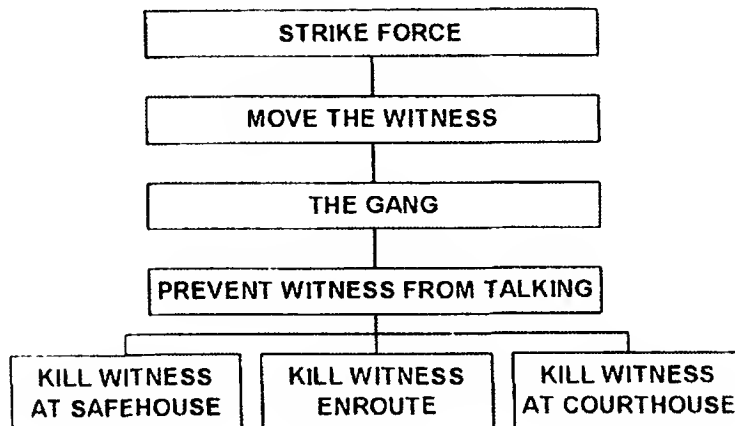 STRIKE FORCE
MOVE THE WITNESS
THE GANG
PREVENT WITNESS FROM TALKING
KILL WITNESS
AT SAFEHOUSE
KILL WITNESS
ENROUTE
KILL WITNESS
AT COURTHOUSE